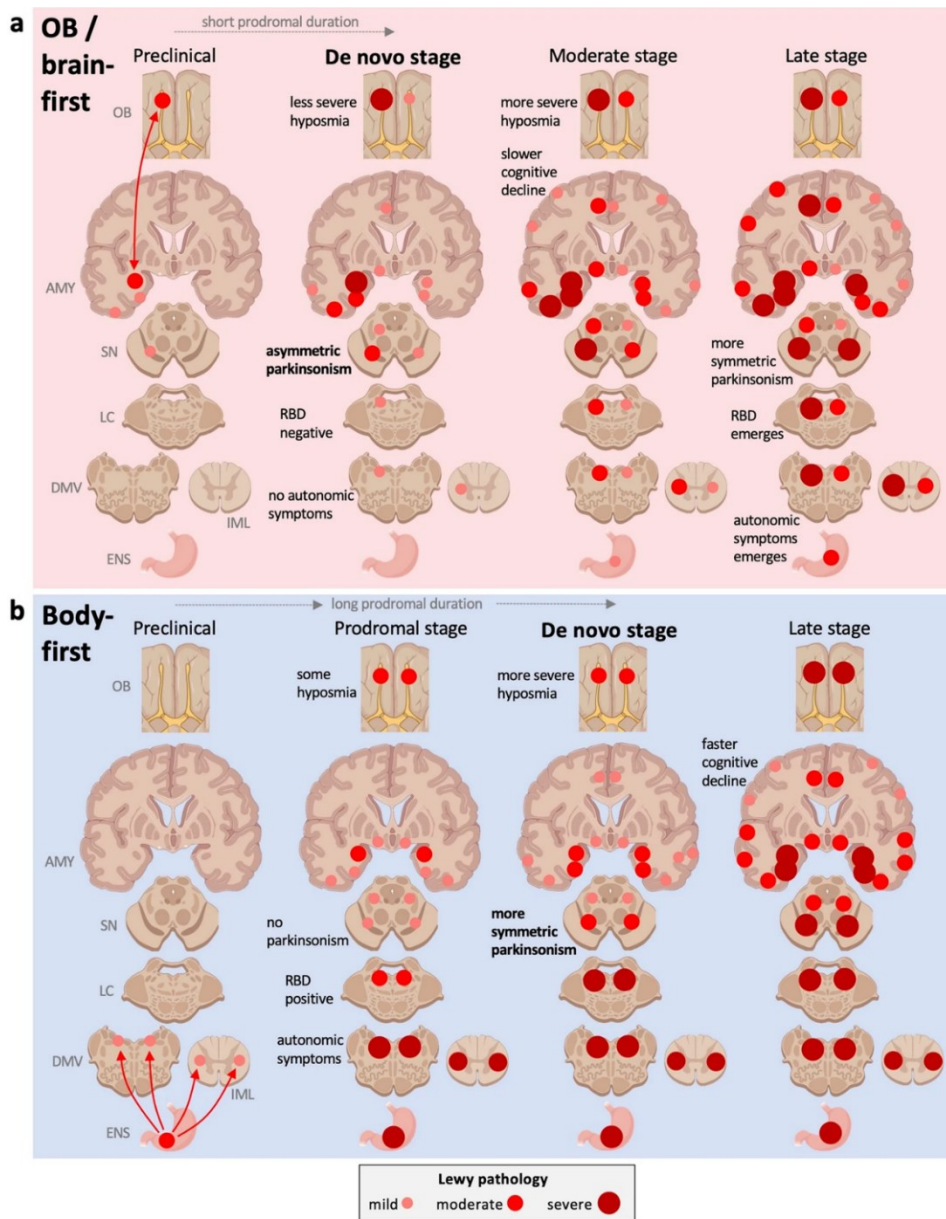 a
OB /
brain-
first
short prodromal duration
Preclinical
De novo stage
Moderate stage
Late stage
OB
less severe
hyposmia
more severe
hyposmia
slower
cognitive
decline
AMY
SN
asymmetric
parkinsonism
more
symmetric
parkinsonism
LC
RBD
negative
RBD
emerges
DMV
IML
no autonomic
symptoms
autonomic
symptoms
emerges
ENS
b
Body-
first
long prodromal duration
Preclinical
Prodromal stage
De novo stage
Late stage
OB
some
hyposmia
more severe
hyposmia
faster
cognitive
decline
AMY
SN
no
parkinsonism
more
symmetric
parkinsonism
LC
RBD
positive
DMV
IML
autonomic
symptoms
ENS
Lewy pathology
mild moderate severe